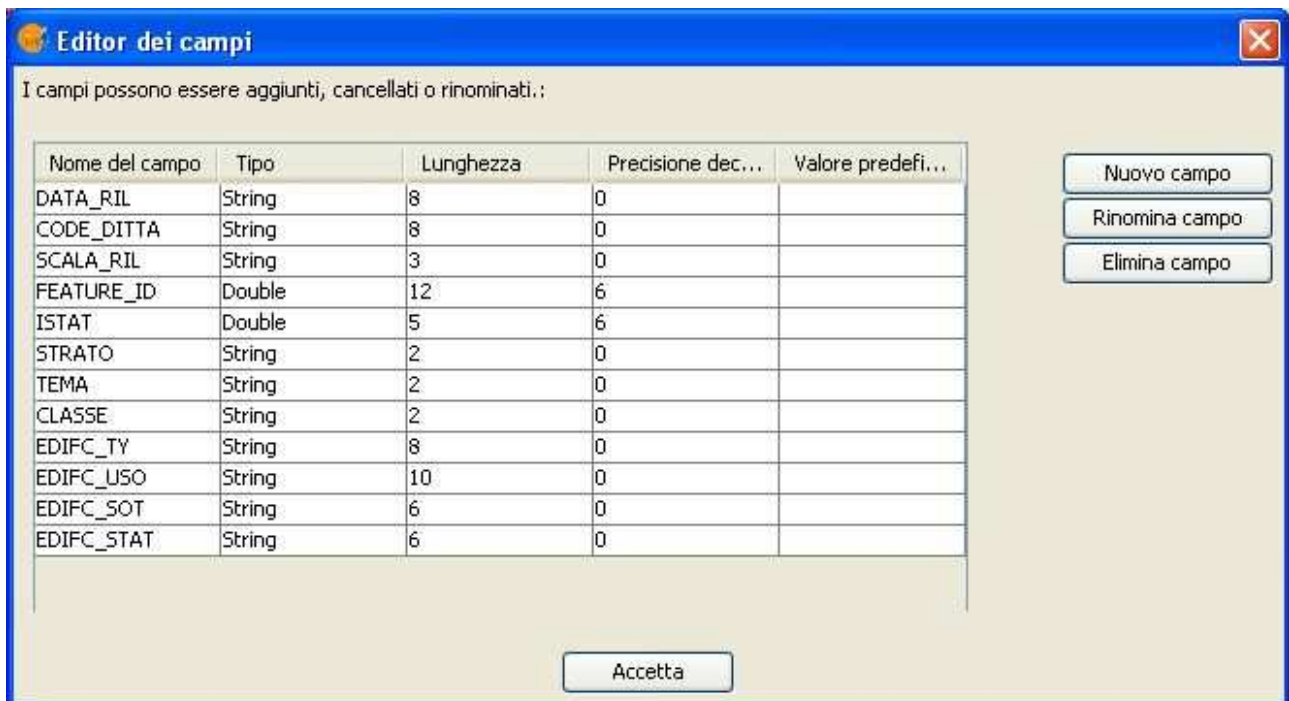 Editor dei campi
I campi possono essere aggiunti, cancellati o rinominati.:
Nome del campo Tipo Lunghezza Precisione dec... Valore predefi...
DATA_RIL String 8 0
CODE_DITTA String 8 0
SCALA_RIL String 3 0
FEATURE_ID Double 12 6
ISTAT Double 5 6
STRATO String 2 0
TEMA String 2 0
CLASSE String 2 0
EDIFC_TY String 8 0
EDIFC_USO String 10 0
EDIFC_SOT String 6 0
EDIFC_STAT String 6 0
Nuovo campo
Rinomina campo
Elimina campo
Accetta